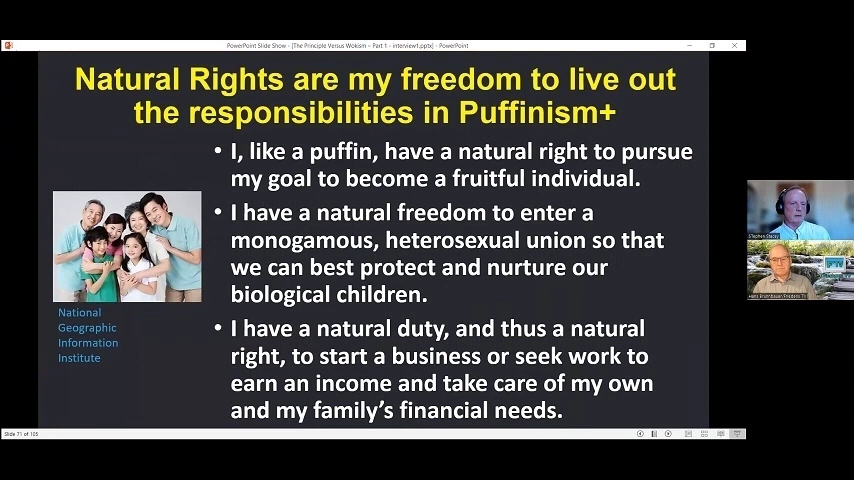 PowerPoint Slide Show - [The Principle Versus Wokism - Part 1 - interview1.pptx] - PowerPoint
Natural Rights are my freedom to live out
the responsibilities in Puffinism+
• I, like a puffin, have a natural right to pursue
my goal to become a fruitful individual.
• I have a natural freedom to enter a
monogamous, heterosexual union so that
we can best protect and nurture our
biological children.
• I have a natural duty, and thus a natural
right, to start a business or seek work to
earn an income and take care of my own
and my family's financial needs.
National
Geographic
Information
Institute
Stephen Stacey
Slide 71 of 105